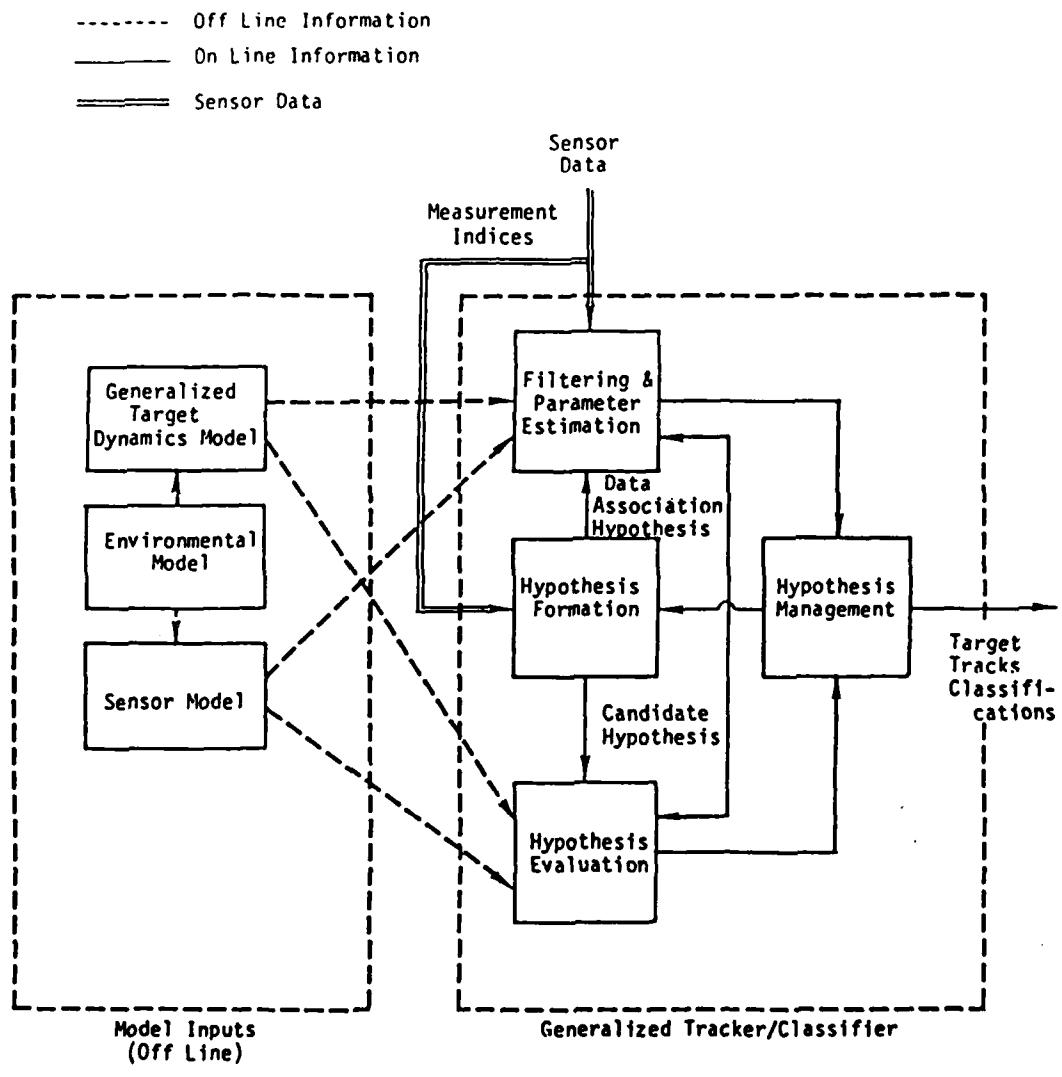 Off Line Information
On Line Information
Sensor Data
Sensor
Data
Measurement
Indices
Generalized
Target
Dynamics Model
Environmental
Model
Sensor Model
Filtering &
Parameter
Estimation
Data
Association
Hypothesis
Hypothesis
Formation
Hypothesis
Management
Target
Tracks
Classifi-
cations
Candidate
Hypothesis
Hypothesis
Evaluation
Model Inputs
(Off Line)
Generalized Tracker/Classifier